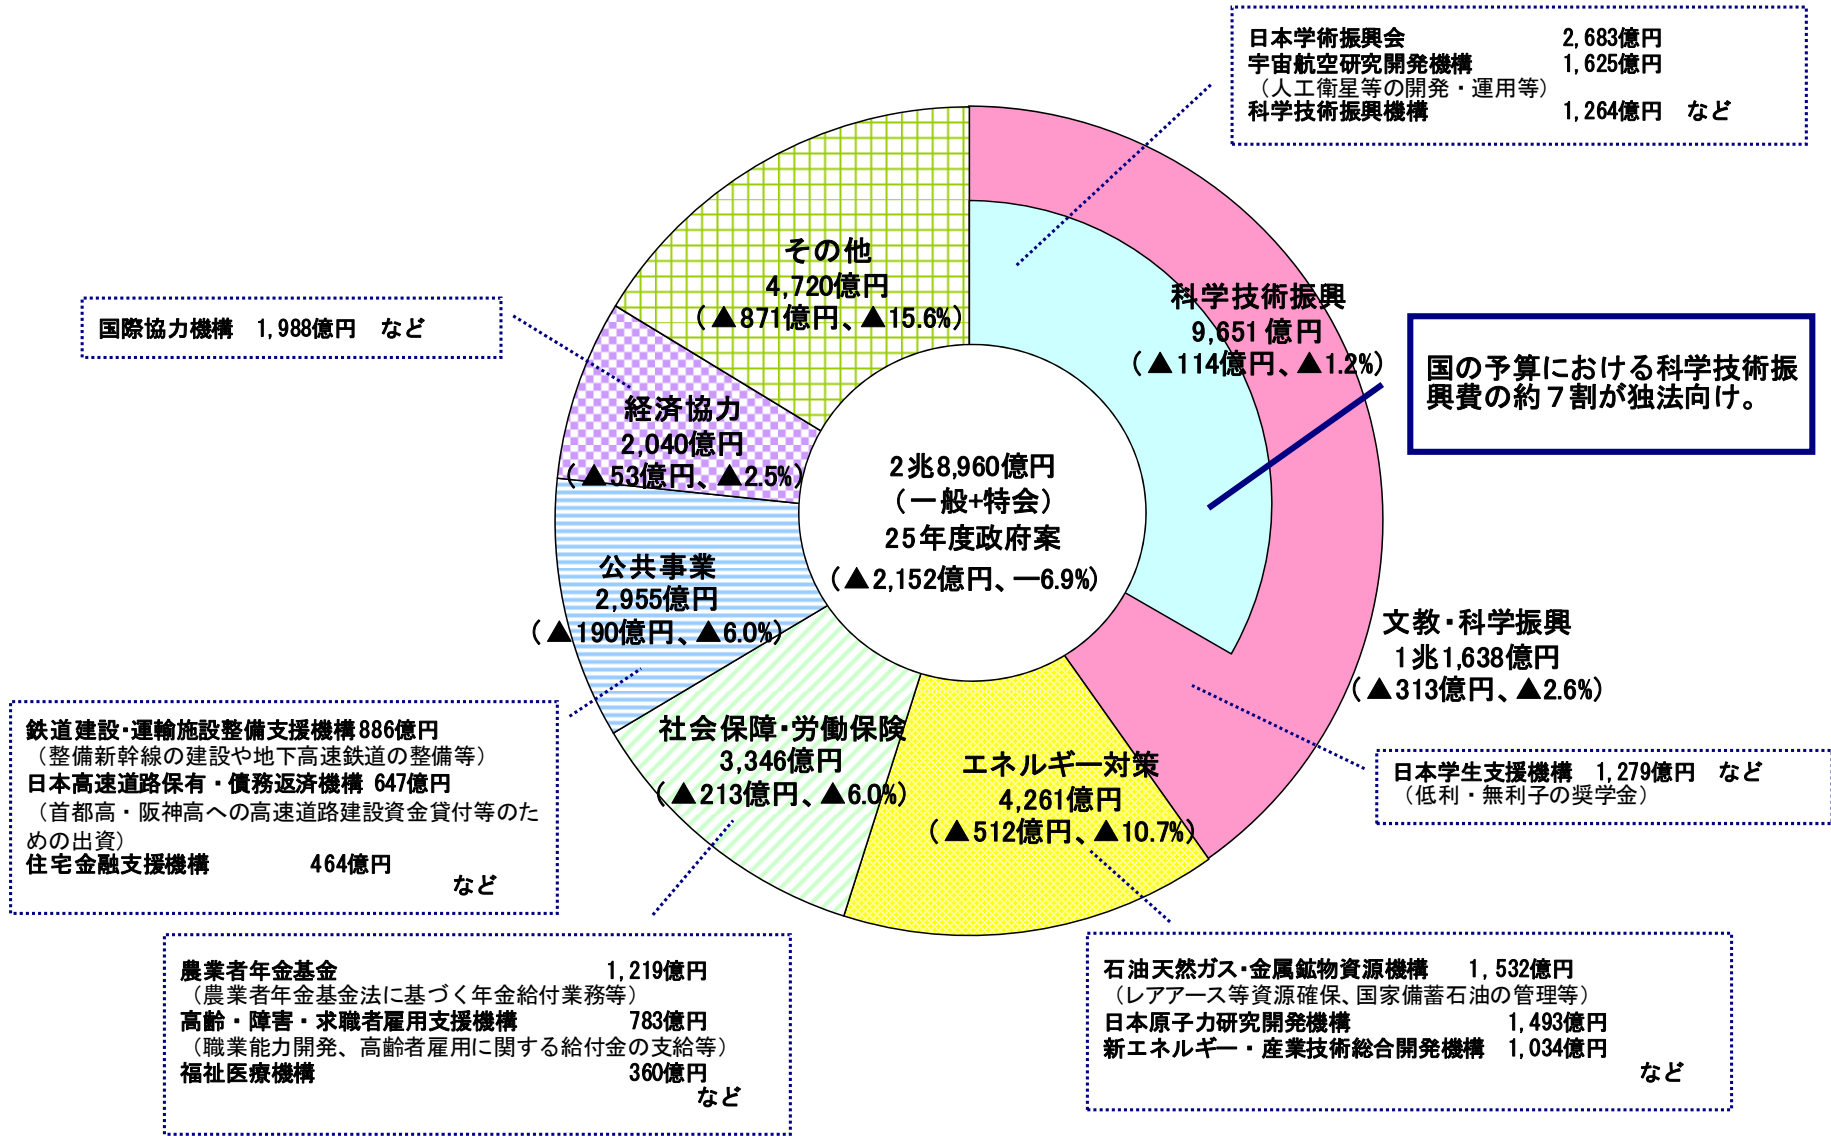 日本学術振興会 2,683億円
宇宙航空研究開発機構 1,625億円
（人工衛星等の開発・運用等）
科学技術振興機構 1,264億円 など
その他
4,720億円
（▲871億円、▲15.6%）
科学技術振興
9,651億円
（▲114億円、▲1.2%）
国際協力機構 1,988億円 など
国の予算における科学技術振
興費の約７割が独法向け。
経済協力
2,040億円
（▲53億円、▲2.5%）
2兆8,960億円
（一般+特会）
25年度政府案
（▲2,152億円、―6.9%）
公共事業
2,955億円
（▲190億円、▲6.0%）
文教・科学振興
1兆1,638億円
（▲313億円、▲2.6%）
鉄道建設・運輸施設整備支援機構 886億円
（整備新幹線の建設や地下高速鉄道の整備等）
日本高速道路保有・債務返済機構 647億円
（首都高・阪神高への高速道路建設資金貸付等のた
めの出資）
住宅金融支援機構 464億円
など
社会保障・労働保険
3,346億円
（▲213億円、▲6.0%）
エネルギー対策
4,261億円
（▲512億円、▲10.7%）
日本学生支援機構 1,279億円 など
（低利・無利子の奨学金）
農業者年金基金 1,219億円
（農業者年金基金法に基づく年金給付業務等）
高齢・障害・求職者雇用支援機構 783億円
（職業能力開発、高齢者雇用に関する給付金の支給等）
福祉医療機構 360億円
など
石油天然ガス・金属鉱物資源機構 1,532億円
（レアアース等資源確保、国家備蓄石油の管理等）
日本原子力研究開発機構 1,493億円
新エネルギー・産業技術総合開発機構 1,034億円
など